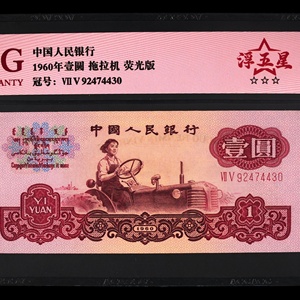 G
RANTY
中国人民银行
1960年壹圆 拖拉机 荧光版
冠号: VII V 92474430
浮五星
☆☆☆
中國人民銀行
壹圓
VII V 92474430
YI
YUAN
1
1960